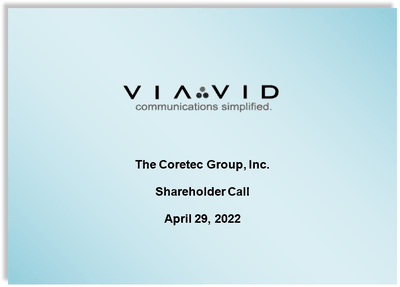 VIAVID
communications simplified.
The Coretec Group, Inc.
Shareholder Call
April 29, 2022